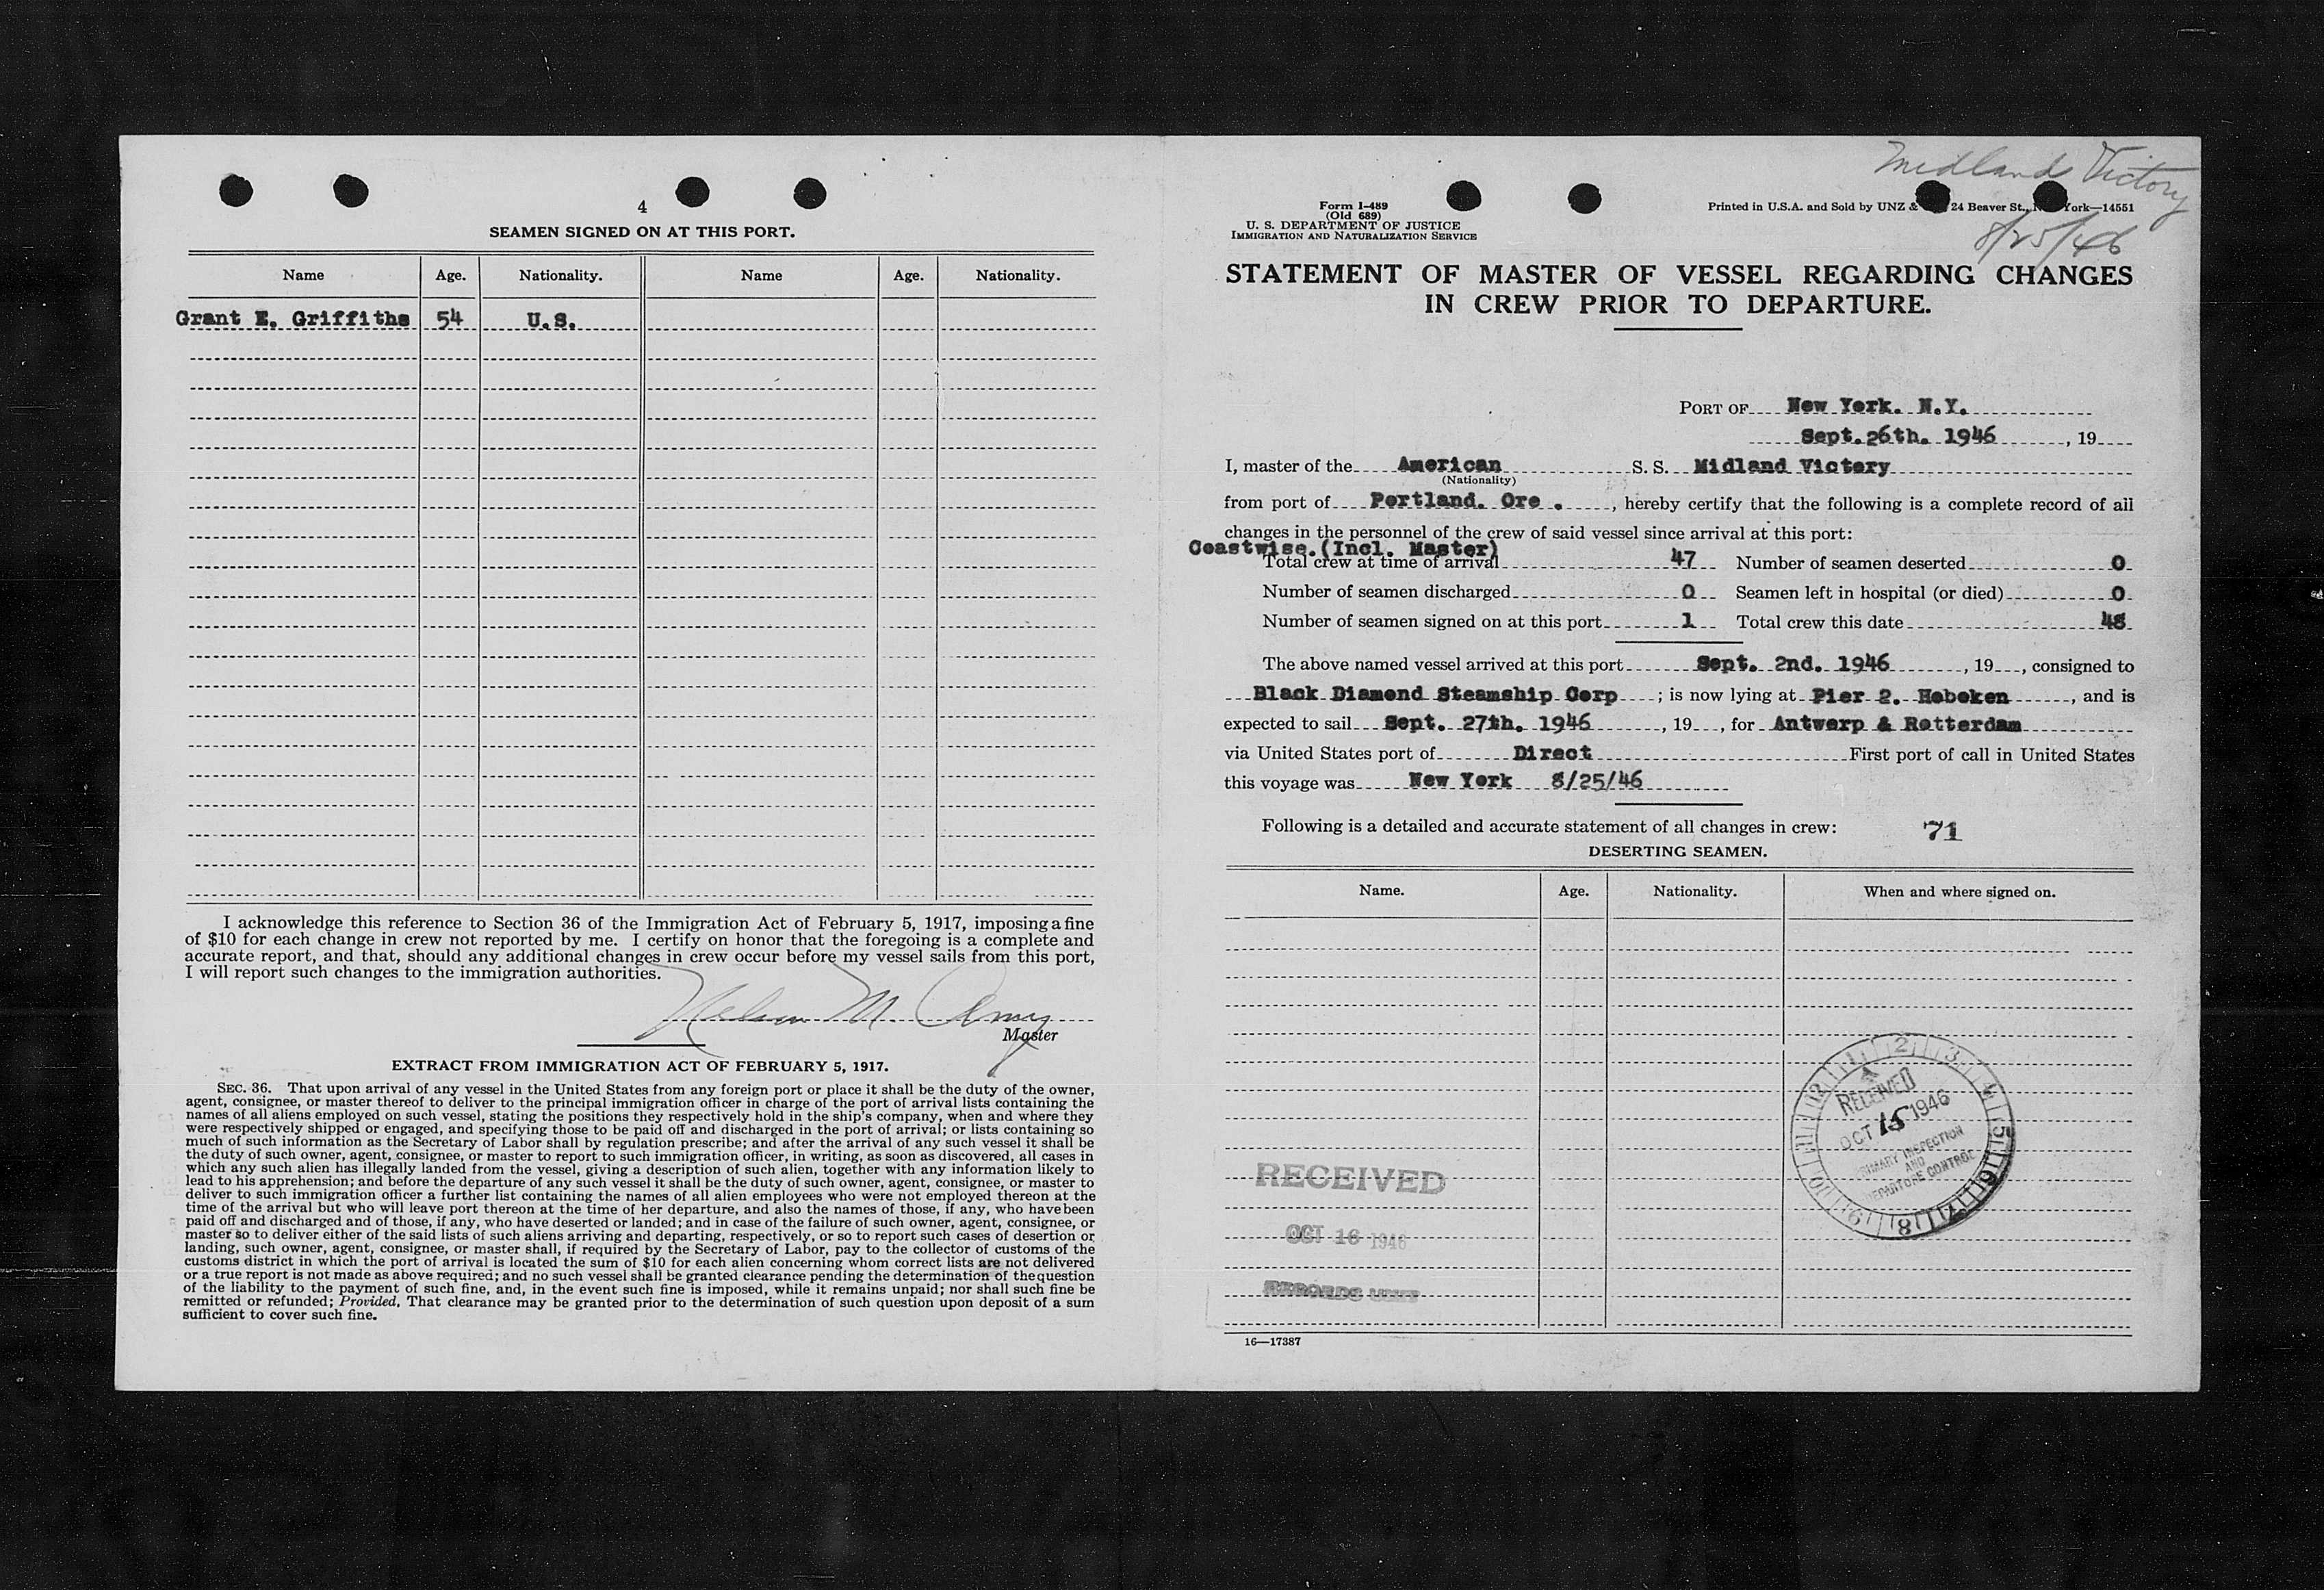 4
SEAMEN SIGNED ON AT THIS PORT.
Name Age. Nationality. Name Age. Nationality.
Grant E. Griffiths 54 U.S.
I acknowledge this reference to Section 36 of the Immigration Act of February 5, 1917, imposing a fine
of $10 for each change in crew not reported by me. I certify on honor that the foregoing is a complete and
accurate report, and that, should any additional changes in crew occur before my vessel sails from this port,
I will report such changes to the immigration authorities.
Nelson M.
Master
EXTRACT FROM IMMIGRATION ACT OF FEBRUARY 5, 1917.
SEC. 36. That upon arrival of any vessel in the United States from any foreign port or place it shall be the duty of the owner,
agent, consignee, or master thereof to deliver to the principal immigration officer in charge of the port of arrival lists containing the
names of all aliens employed on such vessel, stating the positions they respectively hold in the ship's company, when and where they
were respectively shipped or engaged, and specifying those to be paid off and discharged in the port of arrival; or lists containing so
much of such information as the Secretary of Labor shall by regulation prescribe; and after the arrival of any such vessel it shall be
the duty of such owner, agent, consignee, or master to report to such immigration officer, in writing, as soon as discovered, all cases in
which any such alien has illegally landed from the vessel, giving a description of such alien, together with any information likely to
lead to his apprehension; and before the departure of any such vessel it shall be the duty of such owner, agent, consignee, or master to
deliver to such immigration officer a further list containing the names of all alien employees who were not employed thereon at the
time of the arrival but who will leave port thereon at the time of her departure, and also the names of those, if any, who have been
paid off and discharged and of those, if any, who have deserted or landed; and in case of the failure of such owner, agent, consignee, or
master so to deliver either of the said lists of such aliens arriving and departing, respectively, or so to report such cases of desertion or
landing, such owner, agent, consignee, or master shall, if required by the Secretary of Labor, pay to the collector of customs of the
customs district in which the port of arrival is located the sum of $10 for each alien concerning whom correct lists are not delivered
or a true report is not made as above required; and no such vessel shall be granted clearance pending the determination of the question
of the liability to the payment of such fine, and, in the event such fine is imposed, while it remains unpaid; nor shall such fine be
remitted or refunded; Provided, That clearance may be granted prior to the determination of such question upon deposit of a sum
sufficient to cover such fine.
Midland Victory
8/25/46
Form I-489
(Old 689)
U. S. DEPARTMENT OF JUSTICE
IMMIGRATION AND NATURALIZATION SERVICE
Printed in U.S.A. and Sold by UNZ & 24 Beaver St., York—14551
STATEMENT OF MASTER OF VESSEL REGARDING CHANGES
IN CREW PRIOR TO DEPARTURE.
PORT OF New York. N.Y.
Sept.26th. 1946, 19
I, master of the American S. S. Midland Victory
(Nationality)
from port of Portland. Ore ., hereby certify that the following is a complete record of all
changes in the personnel of the crew of said vessel since arrival at this port:
Coastwise.(Incl. Master)
Total crew at time of arrival 47 Number of seamen deserted 0
Number of seamen discharged 0 Seamen left in hospital (or died) 0
Number of seamen signed on at this port 1 Total crew this date 48
The above named vessel arrived at this port Sept. 2nd. 1946, 19, consigned to
Black Diamond Steamship Corp; is now lying at Pier 2. Hoboken, and is
expected to sail Sept. 27th. 1946, 19, for Antwerp & Rotterdam
via United States port of Direct First port of call in United States
this voyage was New York 8/25/46
Following is a detailed and accurate statement of all changes in crew: 71
DESERTING SEAMEN.
Name. Age. Nationality. When and where signed on.
12 1 2 3 4 5 6 7 8 9 10 11
RECEIVED
OCT 15 1946
PRIMARY INSPECTION
AND
DEPARTURE CONTROL
RECEIVED
OCT 16 1946
RECORDS UNIT
16—17387